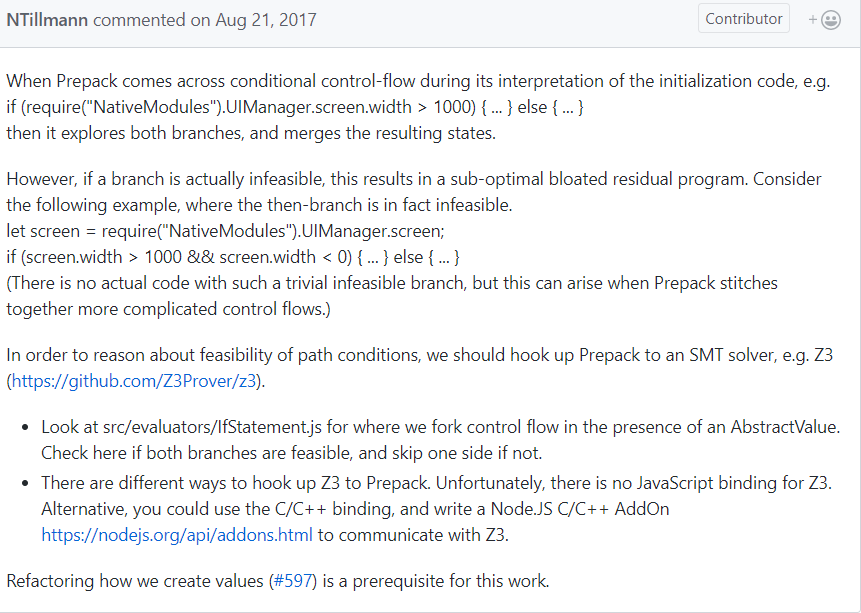 NTillmann commented on Aug 21, 2017
Contributor
+
When Prepack comes across conditional control-flow during its interpretation of the initialization code, e.g.
if (require("NativeModules").UIManager.screen.width > 1000) { ... } else { ... }
then it explores both branches, and merges the resulting states.
However, if a branch is actually infeasible, this results in a sub-optimal bloated residual program. Consider
the following example, where the then-branch is in fact infeasible.
let screen = require("NativeModules").UIManager.screen;
if (screen.width > 1000 && screen.width < 0) { ... } else { ... }
(There is no actual code with such a trivial infeasible branch, but this can arise when Prepack stitches
together more complicated control flows.)
In order to reason about feasibility of path conditions, we should hook up Prepack to an SMT solver, e.g. Z3
(https://github.com/Z3Prover/z3).
• Look at src/evaluators/IfStatement.js for where we fork control flow in the presence of an AbstractValue.
Check here if both branches are feasible, and skip one side if not.
• There are different ways to hook up Z3 to Prepack. Unfortunately, there is no JavaScript binding for Z3.
Alternative, you could use the C/C++ binding, and write a Node.JS C/C++ AddOn
https://nodejs.org/api/addons.html to communicate with Z3.
Refactoring how we create values (#597) is a prerequisite for this work.